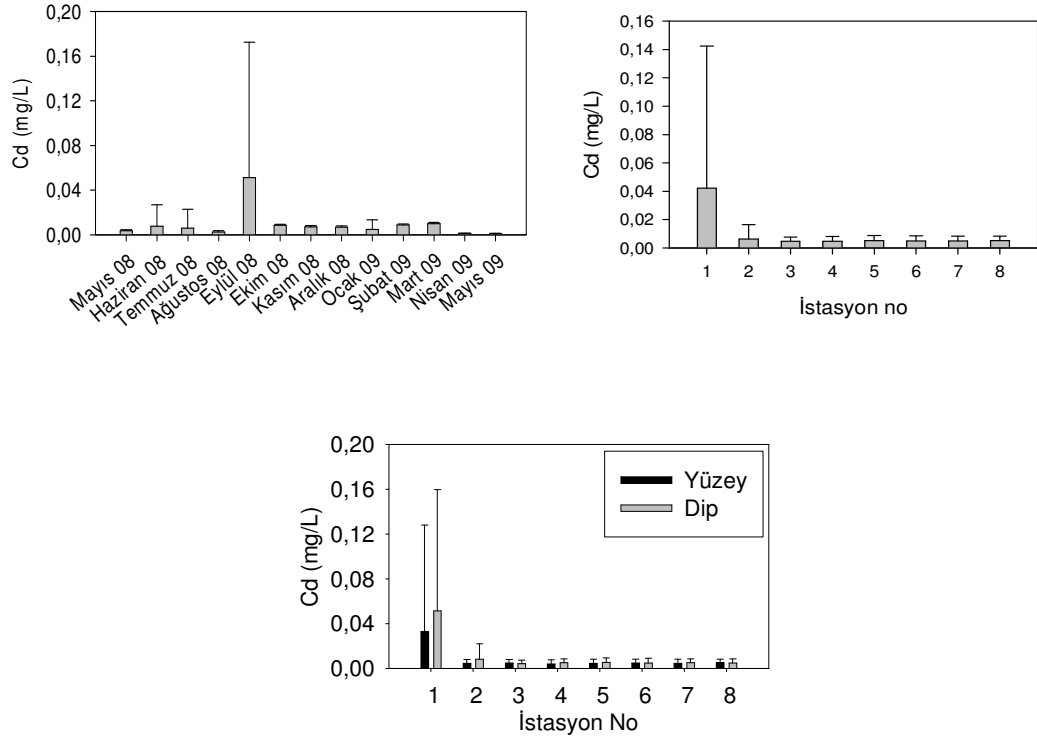 0,20
0,16
0,12
0,08
0,04
0,00
Cd (mg/L)
Mayıs 08
Haziran 08
Temmuz 08
Ağustos 08
Eylül 08
Ekim 08
Kasım 08
Aralık 08
Ocak 09
Şubat 09
Mart 09
Nisan 09
Mayıs 09
0,16
0,14
0,12
0,10
0,08
0,06
0,04
0,02
0,00
Cd (mg/L)
1 2 3 4 5 6 7 8
İstasyon no
0,20
0,16
0,12
0,08
0,04
0,00
Cd (mg/L)
Yüzey
Dip
1 2 3 4 5 6 7 8
İstasyon No